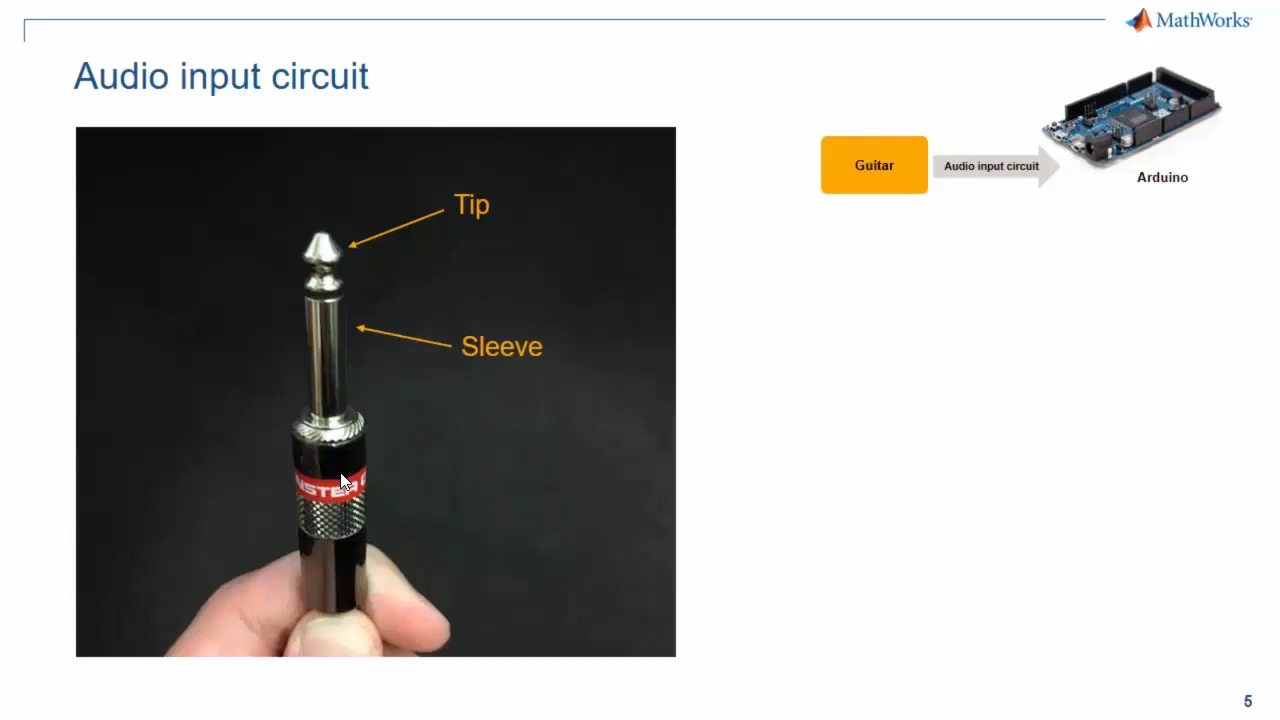 MathWorks
Audio input circuit
Tip
Sleeve
Guitar
Audio input circuit
Arduino
5